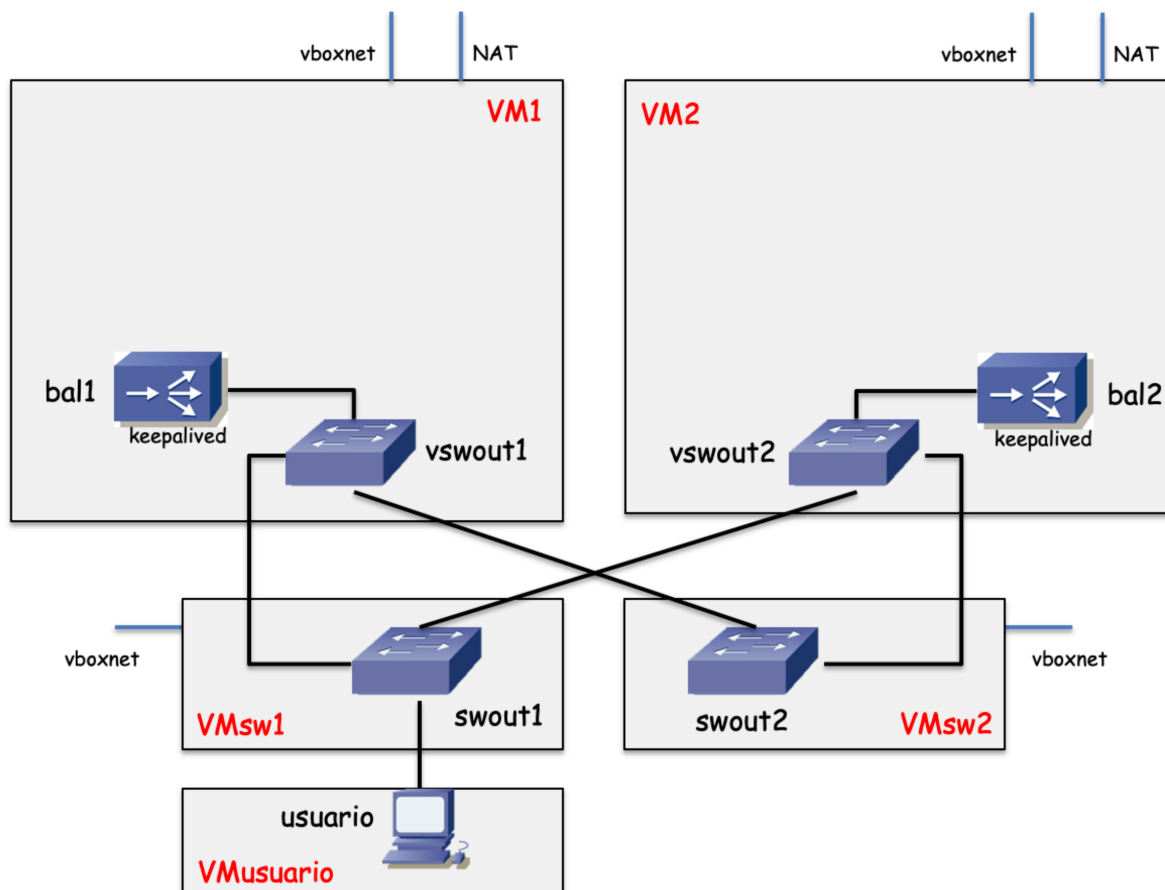 vboxnet
NAT
vboxnet
NAT
VM1
VM2
bal1
keepalived
vswout1
vswout2
bal2
keepalived
vboxnet
swout1
VMsw1
swout2
VMsw2
vboxnet
usuario
VMusuario